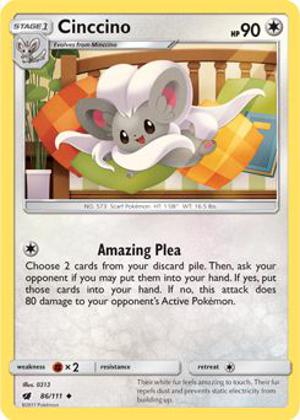 STAGE 1 Cinccino HP 90
Evolves from Minccino
NO. 573 Scarf Pokémon HT: 1'08" WT: 16.5 lbs.
Amazing Plea
Choose 2 cards from your discard pile. Then, ask your
opponent if you may put them into your hand. If yes, put
those cards into your hand. If no, this attack does
80 damage to your opponent's Active Pokémon.
weakness × 2 resistance retreat
Illus. 0313
86/111
©2017 Pokémon
Their white fur feels amazing to touch. Their fur
repels dust and prevents static electricity from
building up.